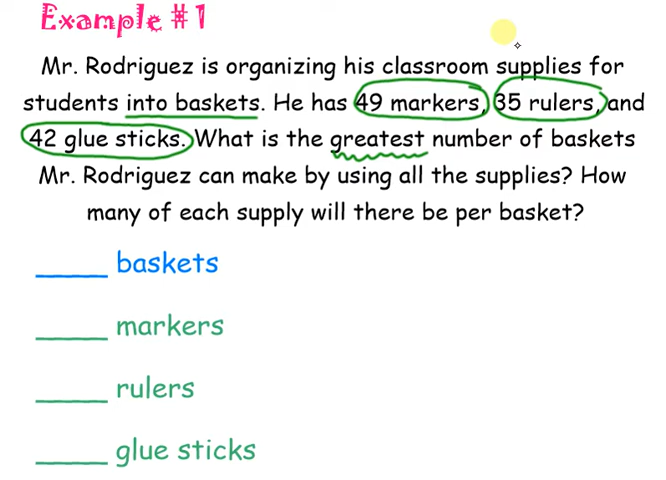 Example #1
Mr. Rodriguez is organizing his classroom supplies for
students into baskets. He has 49 markers, 35 rulers, and
42 glue sticks. What is the greatest number of baskets
Mr. Rodriguez can make by using all the supplies? How
many of each supply will there be per basket?
_____ baskets
_____ markers
_____ rulers
_____ glue sticks